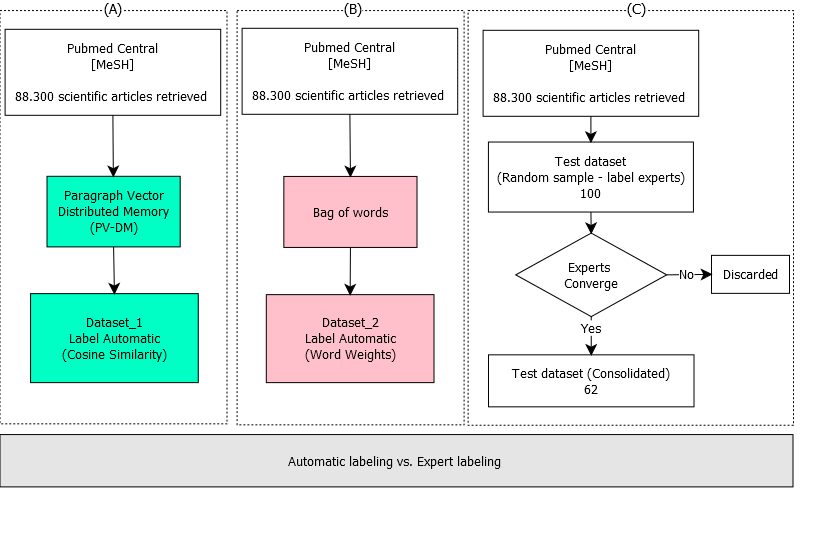 (A)
Pubmed Central
[MeSH]
88.300 scientific articles retrieved
Paragraph Vector
Distributed Memory
(PV-DM)
Dataset_1
Label Automatic
(Cosine Similarity)
(B)
Pubmed Central
[MeSH]
88.300 scientific articles retrieved
Bag of words
Dataset_2
Label Automatic
(Word Weights)
(C)
Pubmed Central
[MeSH]
88.300 scientific articles retrieved
Test dataset
(Random sample - label experts)
100
Experts
Converge
No
Discarded
Yes
Test dataset (Consolidated)
62
Automatic labeling vs. Expert labeling